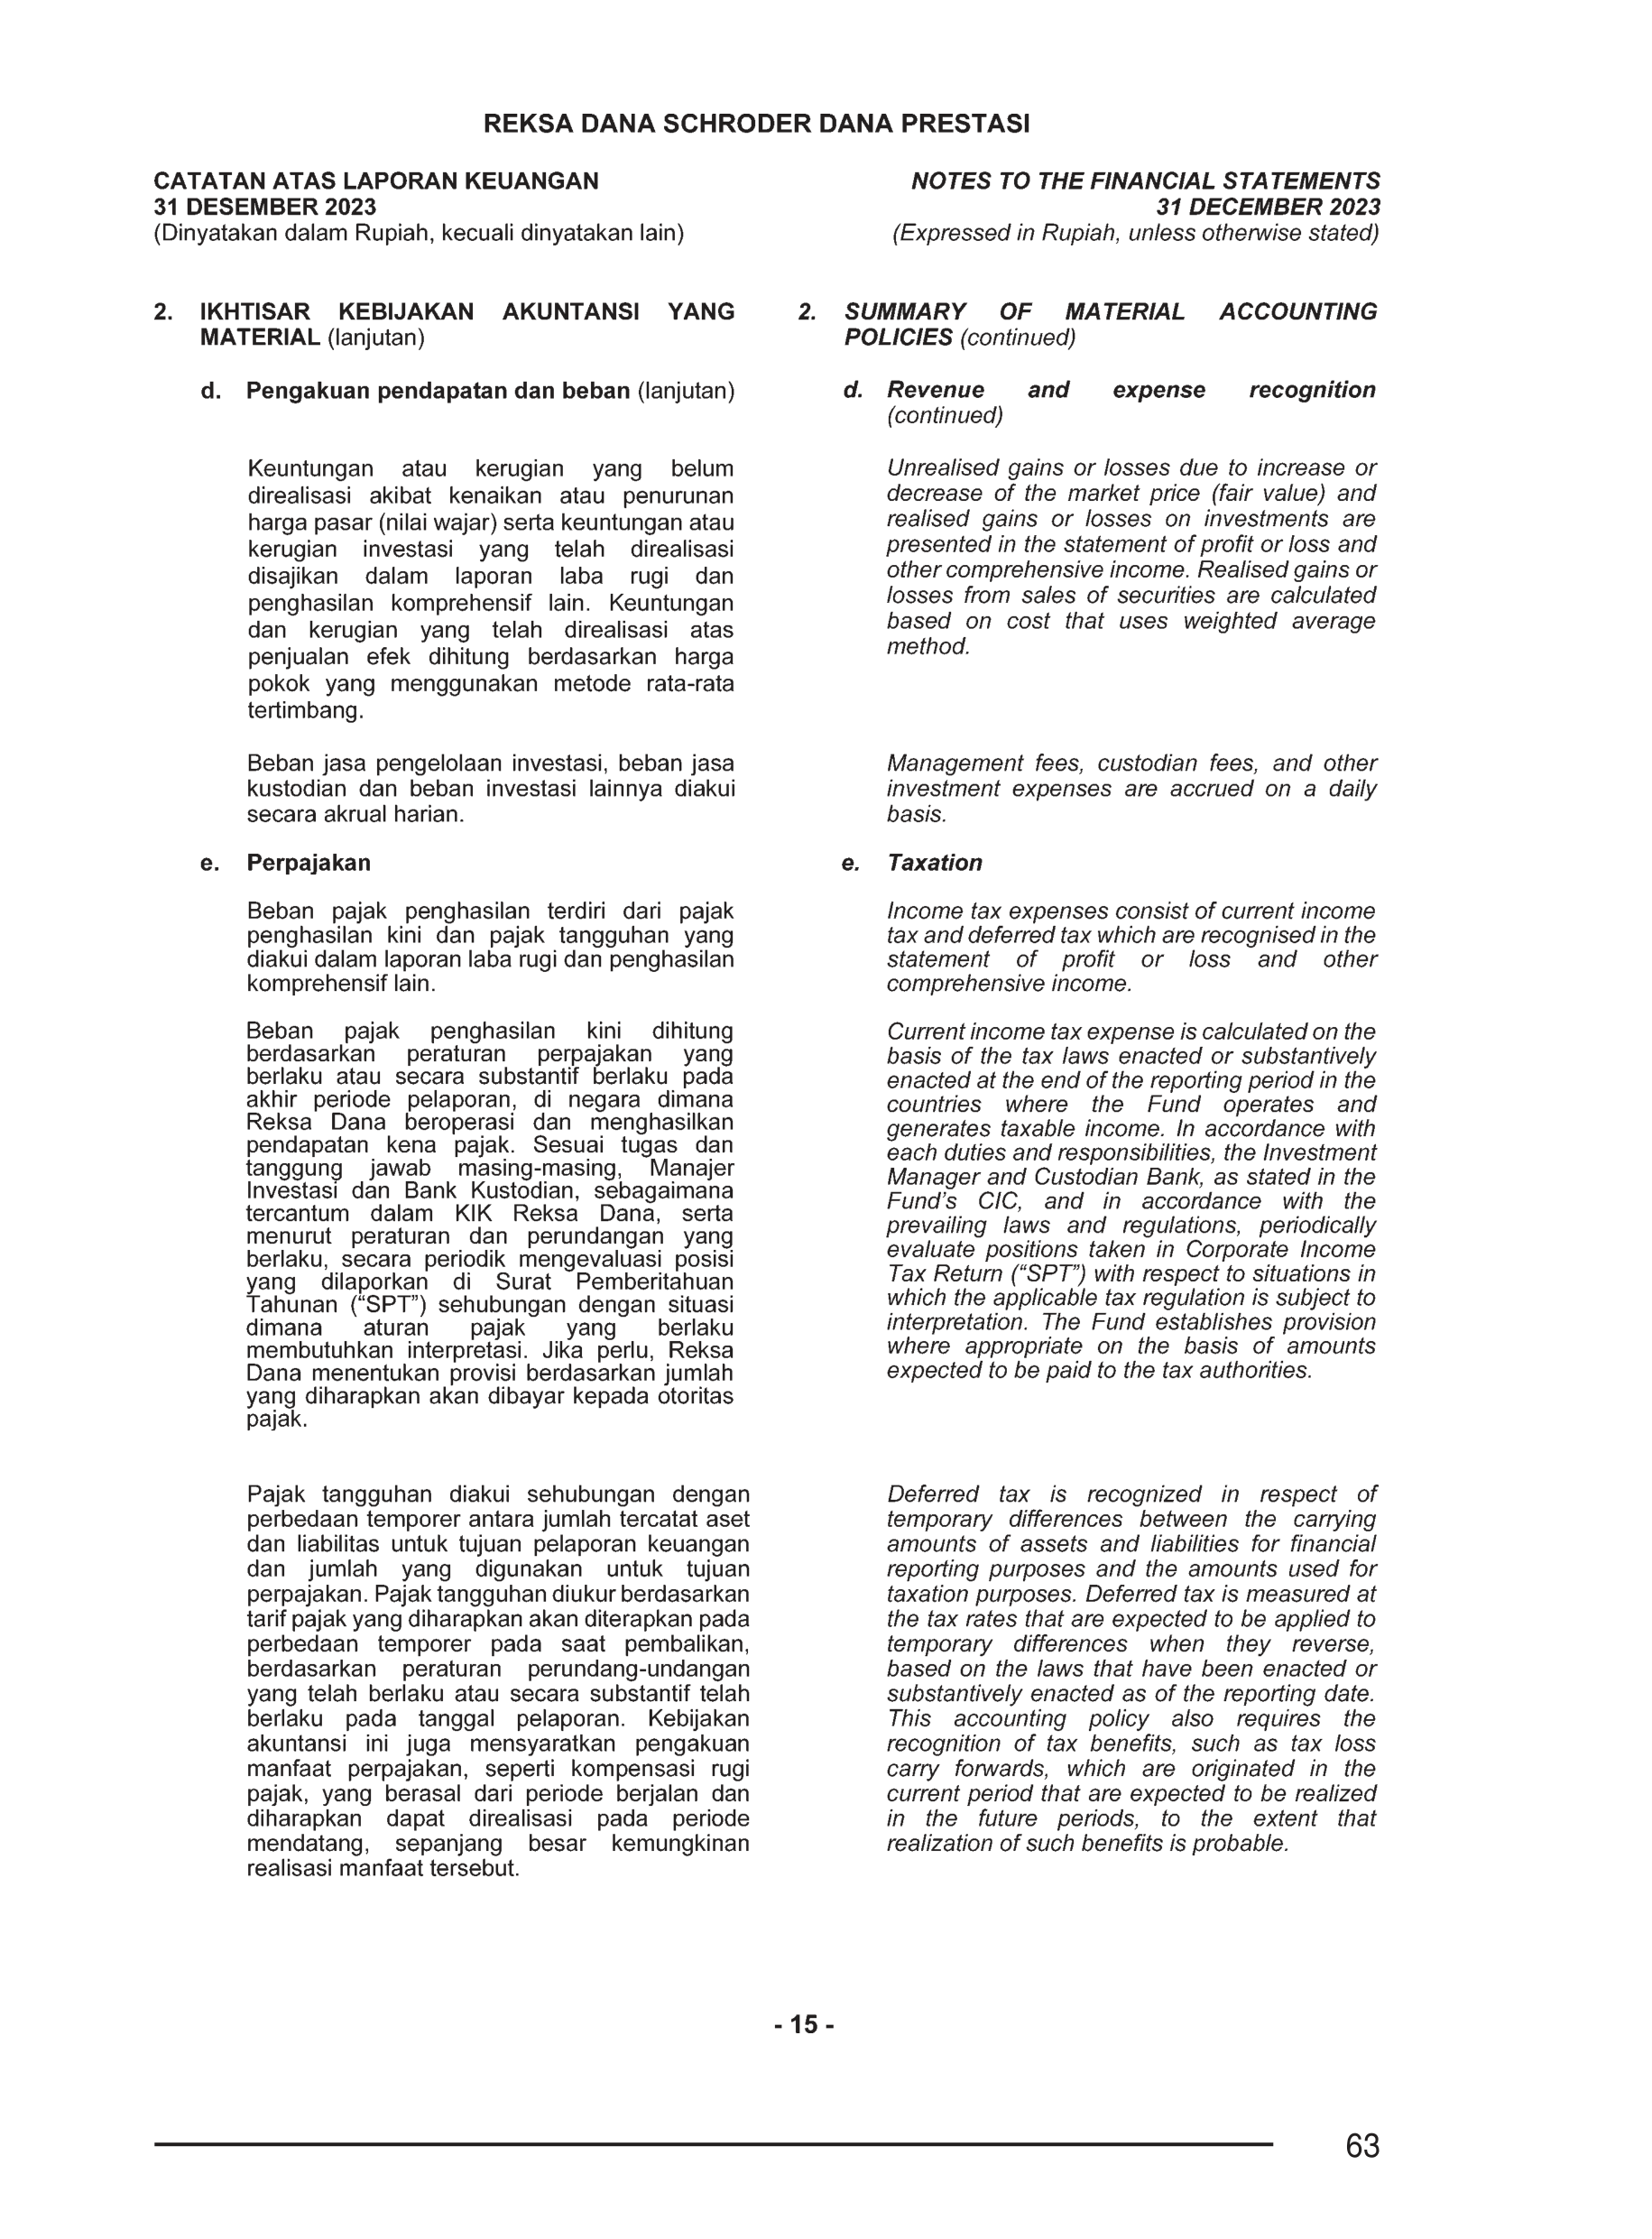 REKSA DANA SCHRODER DANA PRESTASI
CATATAN ATAS LAPORAN KEUANGAN
31 DESEMBER 2023
(Dinyatakan dalam Rupiah, kecuali dinyatakan lain)
NOTES TO THE FINANCIAL STATEMENTS
31 DECEMBER 2023
(Expressed in Rupiah, unless otherwise stated)
2. IKHTISAR KEBIJAKAN AKUNTANSI YANG
MATERIAL (lanjutan)
d. Pengakuan pendapatan dan beban (lanjutan)
Keuntungan atau kerugian yang belum
direalisasi akibat kenaikan atau penurunan
harga pasar (nilai wajar) serta keuntungan atau
kerugian investasi yang telah direalisasi
disajikan dalam laporan laba rugi dan
penghasilan komprehensif lain. Keuntungan
dan kerugian yang telah direalisasi atas
penjualan efek dihitung berdasarkan harga
pokok yang menggunakan metode rata-rata
tertimbang.
Beban jasa pengelolaan investasi, beban jasa
kustodian dan beban investasi lainnya diakui
secara akrual harian.
e. Perpajakan
Beban pajak penghasilan terdiri dari pajak
penghasilan kini dan pajak tangguhan yang
diakui dalam laporan laba rugi dan penghasilan
komprehensif lain.
Beban pajak penghasilan kini dihitung
berdasarkan peraturan perpajakan yang
berlaku atau secara substantif berlaku pada
akhir periode pelaporan, di negara dimana
Reksa Dana beroperasi dan menghasilkan
pendapatan kena pajak. Sesuai tugas dan
tanggung jawab masing-masing, Manajer
Investasi dan Bank Kustodian, sebagaimana
tercantum dalam KIK Reksa Dana, serta
menurut peraturan dan perundangan yang
berlaku, secara periodik mengevaluasi posisi
yang dilaporkan di Surat Pemberitahuan
Tahunan (“SPT”) sehubungan dengan situasi
dimana aturan pajak yang berlaku
membutuhkan interpretasi. Jika perlu, Reksa
Dana menentukan provisi berdasarkan jumlah
yang diharapkan akan dibayar kepada otoritas
pajak.
Pajak tangguhan diakui sehubungan dengan
perbedaan temporer antara jumlah tercatat aset
dan liabilitas untuk tujuan pelaporan keuangan
dan jumlah yang digunakan untuk tujuan
perpajakan. Pajak tangguhan diukur berdasarkan
tarif pajak yang diharapkan akan diterapkan pada
perbedaan temporer pada saat pembalikan,
berdasarkan peraturan perundang-undangan
yang telah berlaku atau secara substantif telah
berlaku pada tanggal pelaporan. Kebijakan
akuntansi ini juga mensyaratkan pengakuan
manfaat perpajakan, seperti kompensasi rugi
pajak, yang berasal dari periode berjalan dan
diharapkan dapat direalisasi pada periode
mendatang, sepanjang besar kemungkinan
realisasi manfaat tersebut.
2. SUMMARY OF MATERIAL ACCOUNTING
POLICIES (continued)
d. Revenue and expense recognition
(continued)
Unrealised gains or losses due to increase or
decrease of the market price (fair value) and
realised gains or losses on investments are
presented in the statement of profit or loss and
other comprehensive income. Realised gains or
losses from sales of securities are calculated
based on cost that uses weighted average
method.
Management fees, custodian fees, and other
investment expenses are accrued on a daily
basis.
e. Taxation
Income tax expenses consist of current income
tax and deferred tax which are recognised in the
statement of profit or loss and other
comprehensive income.
Current income tax expense is calculated on the
basis of the tax laws enacted or substantively
enacted at the end of the reporting period in the
countries where the Fund operates and
generates taxable income. In accordance with
each duties and responsibilities, the Investment
Manager and Custodian Bank, as stated in the
Fund’s CIC, and in accordance with the
prevailing laws and regulations, periodically
evaluate positions taken in Corporate Income
Tax Return (“SPT”) with respect to situations in
which the applicable tax regulation is subject to
interpretation. The Fund establishes provision
where appropriate on the basis of amounts
expected to be paid to the tax authorities.
Deferred tax is recognized in respect of
temporary differences between the carrying
amounts of assets and liabilities for financial
reporting purposes and the amounts used for
taxation purposes. Deferred tax is measured at
the tax rates that are expected to be applied to
temporary differences when they reverse,
based on the laws that have been enacted or
substantively enacted as of the reporting date.
This accounting policy also requires the
recognition of tax benefits, such as tax loss
carry forwards, which are originated in the
current period that are expected to be realized
in the future periods, to the extent that
realization of such benefits is probable.
- 15 -
63